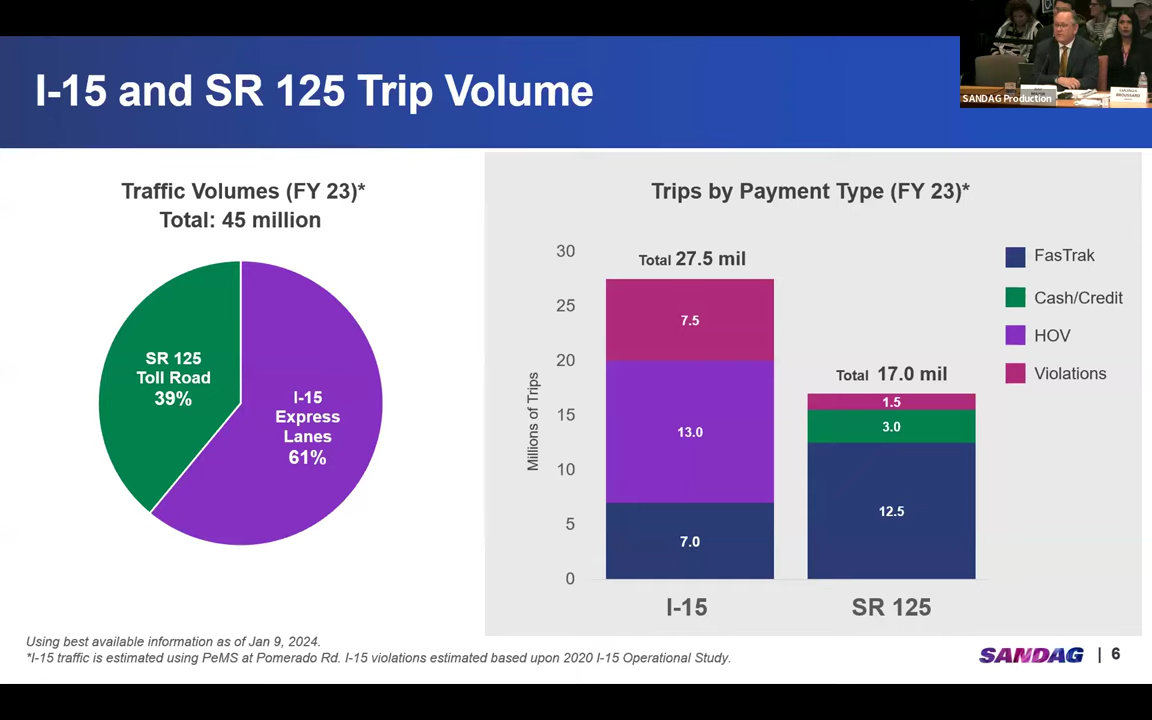 I-15 and SR 125 Trip Volume
SANDAG Production
Traffic Volumes (FY 23)*
Total: 45 million
SR 125
Toll Road
39%
I-15
Express
Lanes
61%
Trips by Payment Type (FY 23)*
Millions of Trips
30
25
20
15
10
5
0
Total 27.5 mil
7.5
13.0
7.0
I-15
Total 17.0 mil
1.5
3.0
12.5
SR 125
FasTrak
Cash/Credit
HOV
Violations
Using best available information as of Jan 9, 2024.
*I-15 traffic is estimated using PeMS at Pomerado Rd. I-15 violations estimated based upon 2020 I-15 Operational Study.
SANDAG | 6